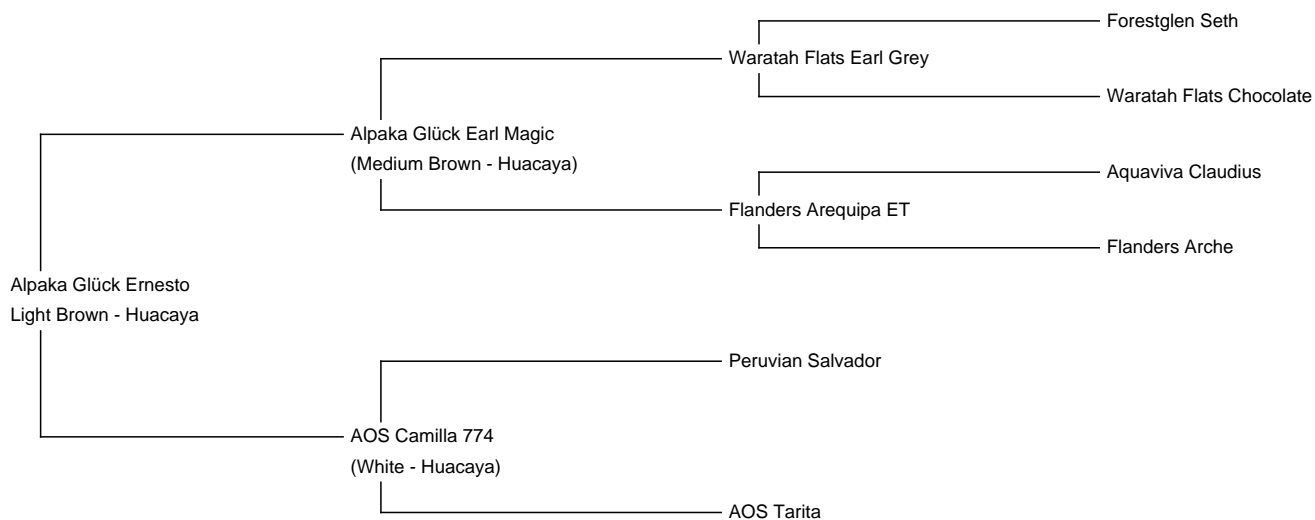 Forestglen Seth
Waratah Flats Earl Grey
Waratah Flats Chocolate
Alpaka Glück Earl Magic
(Medium Brown - Huacaya)
Aquaviva Claudius
Flanders Arequipa ET
Flanders Arche
Alpaka Glück Ernesto
Light Brown - Huacaya
Peruvian Salvador
AOS Camilla 774
(White - Huacaya)
AOS Tarita